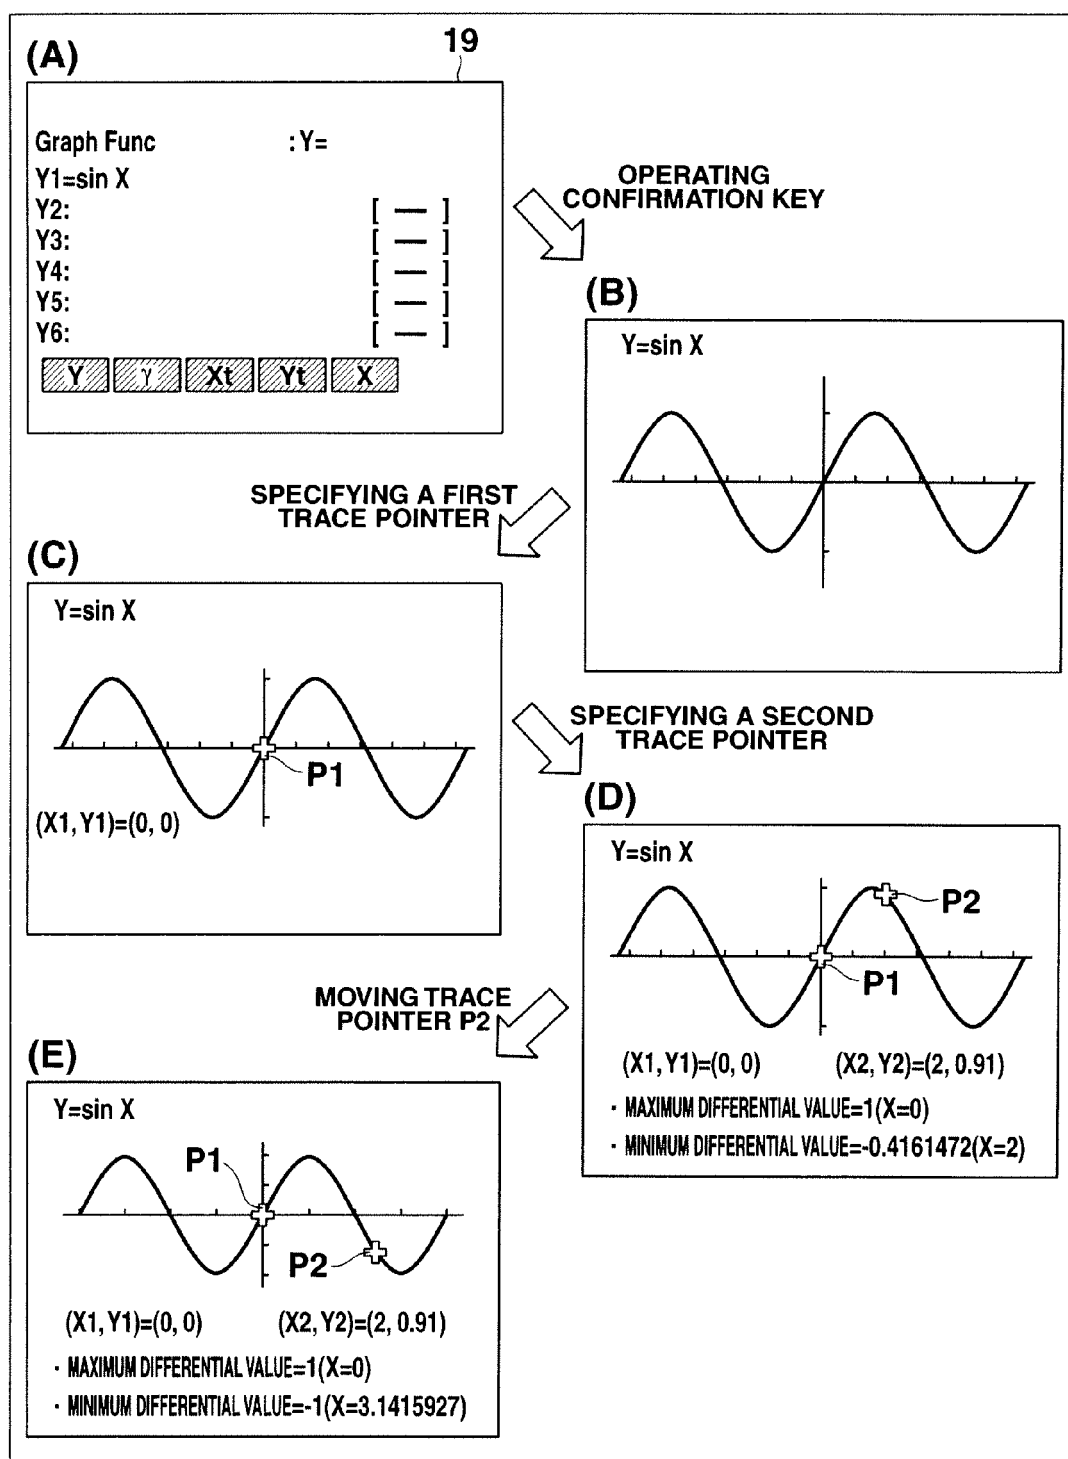 (A)
19
Graph Func :Y=
Y1=sin X
Y2: [ — ]
Y3: [ — ]
Y4: [ — ]
Y5: [ — ]
Y6: [ — ]
Y γ Xt Yt X
OPERATING
CONFIRMATION KEY
(B)
Y=sin X
SPECIFYING A FIRST
TRACE POINTER
(C)
Y=sin X
P1
(X1, Y1)=(0, 0)
SPECIFYING A SECOND
TRACE POINTER
(D)
Y=sin X
P2
P1
(X1, Y1)=(0, 0) (X2, Y2)=(2, 0.91)
· MAXIMUM DIFFERENTIAL VALUE=1(X=0)
· MINIMUM DIFFERENTIAL VALUE=-0.4161472(X=2)
MOVING TRACE
POINTER P2
(E)
Y=sin X
P1
P2
(X1, Y1)=(0, 0) (X2, Y2)=(2, 0.91)
· MAXIMUM DIFFERENTIAL VALUE=1(X=0)
· MINIMUM DIFFERENTIAL VALUE=-1(X=3.1415927)